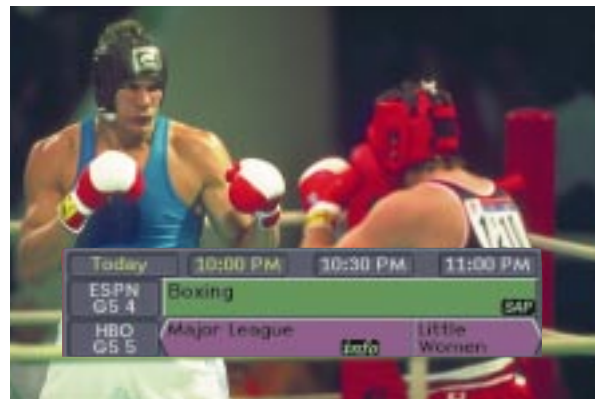 Today 10:00 PM 10:30 PM 11:00 PM
ESPN Boxing
G5 4 SAP
HBO Major League Little
G5 5 info Women